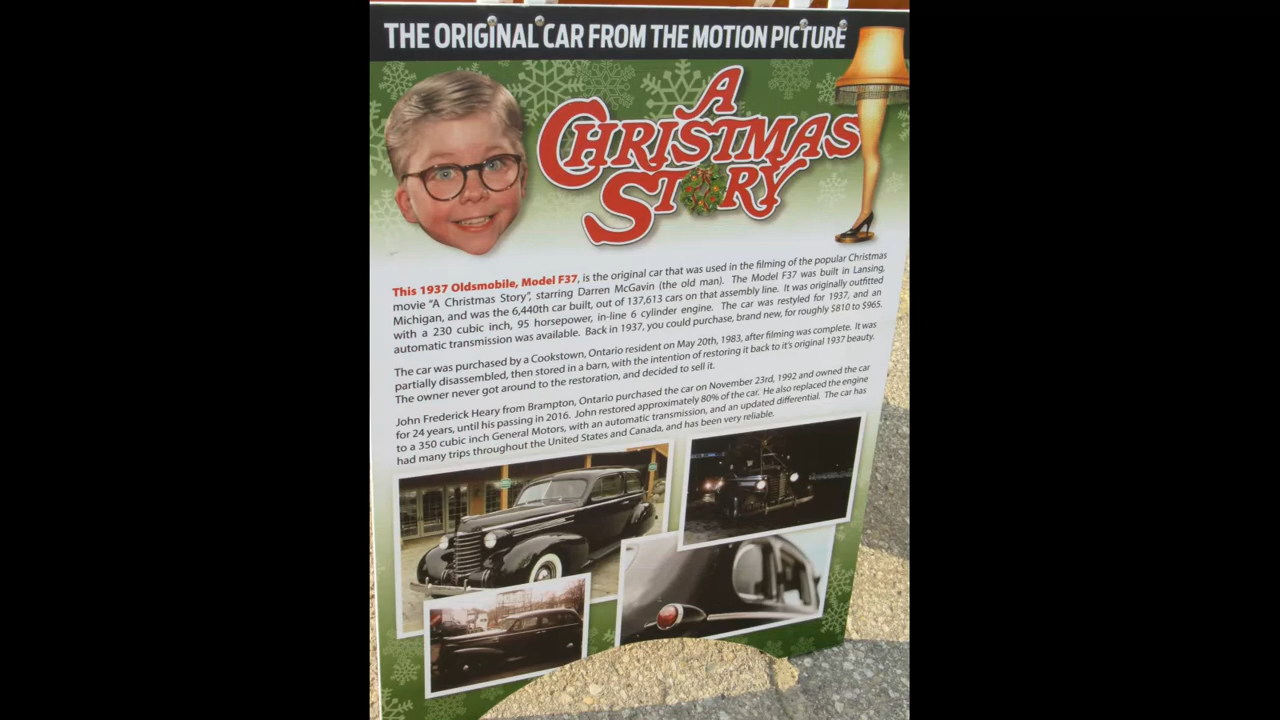 THE ORIGINAL CAR FROM THE MOTION PICTURE
A
CHRISTMAS
STORY
This 1937 Oldsmobile, Model F37, is the original car that was used in the filming of the popular Christmas
movie "A Christmas Story", starring Darren McGavin (the old man). The Model F37 was built in Lansing,
Michigan, and was the 6,440th car built, out of 137,613 cars on that assembly line. It was originally outfitted
with a 230 cubic inch, 95 horsepower, in-line 6 cylinder engine. The car was restyled for 1937, and an
automatic transmission was available. Back in 1937, you could purchase, brand new, for roughly $810 to $965.
The car was purchased by a Cookstown, Ontario resident on May 20th, 1983, after filming was complete. It was
partially disassembled, then stored in a barn, with the intention of restoring it back to it's original 1937 beauty.
The owner never got around to the restoration, and decided to sell it.
John Frederick Heary from Brampton, Ontario purchased the car on November 23rd, 1992 and owned the car
for 24 years, until his passing in 2016. John restored approximately 80% of the car. He also replaced the engine
to a 350 cubic inch General Motors, with an automatic transmission, and an updated differential. The car has
had many trips throughout the United States and Canada, and has been very reliable.